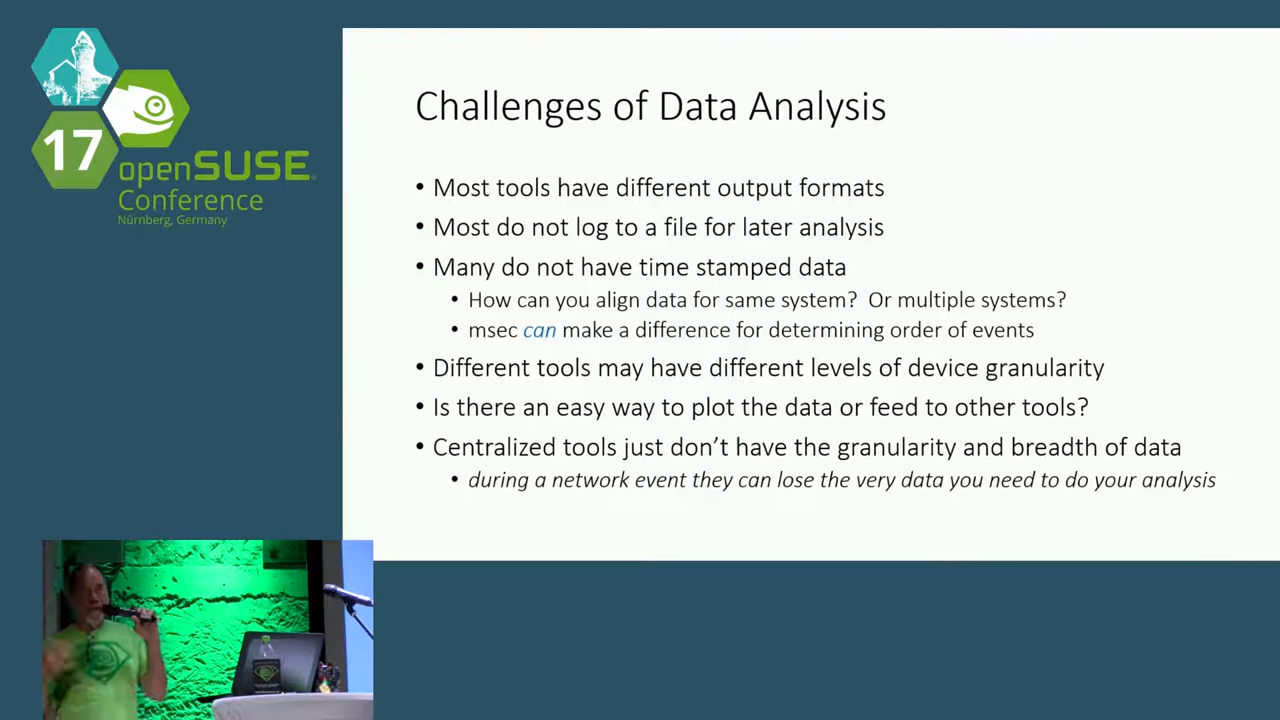 17
openSUSE
Conference
Nürnberg, Germany
Challenges of Data Analysis
• Most tools have different output formats
• Most do not log to a file for later analysis
• Many do not have time stamped data
• How can you align data for same system? Or multiple systems?
• msec can make a difference for determining order of events
• Different tools may have different levels of device granularity
• Is there an easy way to plot the data or feed to other tools?
• Centralized tools just don't have the granularity and breadth of data
• during a network event they can lose the very data you need to do your analysis